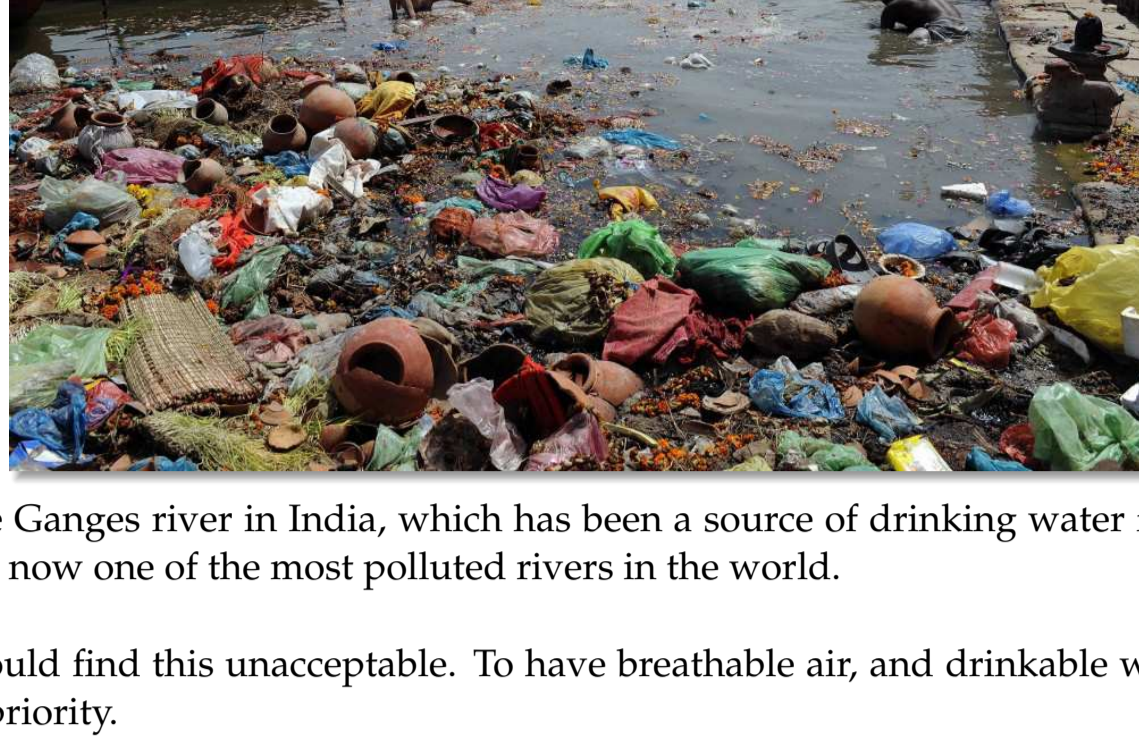 Ganges river in India, which has been a source of drinking water
now one of the most polluted rivers in the world.
find this unacceptable. To have breathable air, and drinkable
priority.